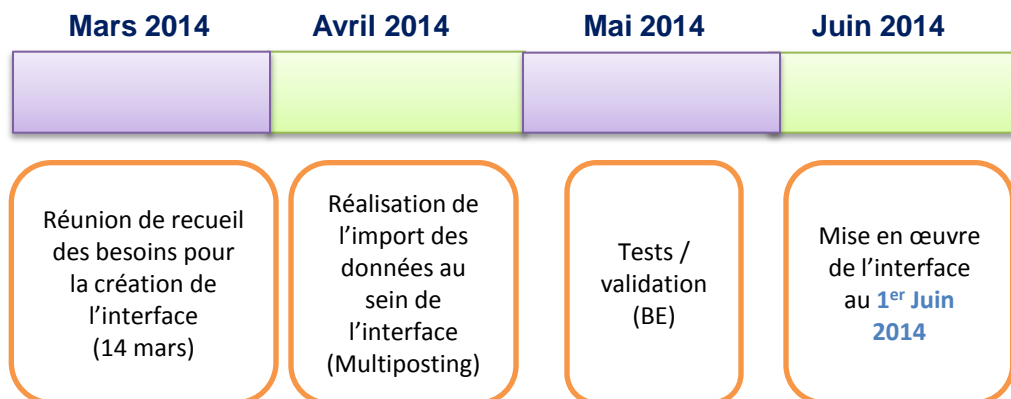 Mars 2014
Avril 2014
Mai 2014
Juin 2014
Réunion de recueil
des besoins pour
la création de
l’interface
(14 mars)
Réalisation de
l’import des
données au
sein de
l’interface
(Multiposting)
Tests /
validation
(BE)
Mise en œuvre
de l’interface
au 1er Juin
2014